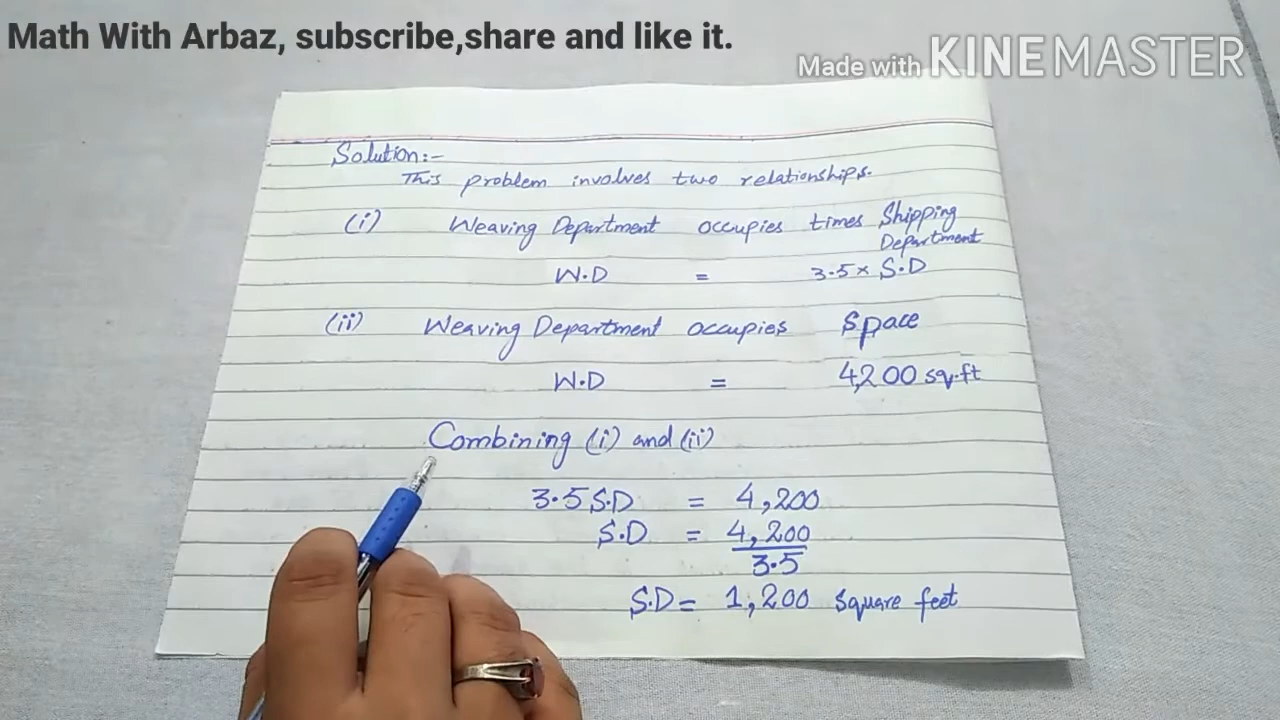 Math With Arbaz, subscribe,share and like it.
Made with KINEMASTER
Solution:-
This problem involves two relationships.
(i) Weaving Department occupies times Shipping
Department
W.D = 3.5 × S.D
(ii) Weaving Department occupies Space
W.D = 4,200 sq.ft
Combining (i) and (ii)
3.5 S.D = 4,200
S.D = 4,200
3.5
S.D = 1,200 Square feet